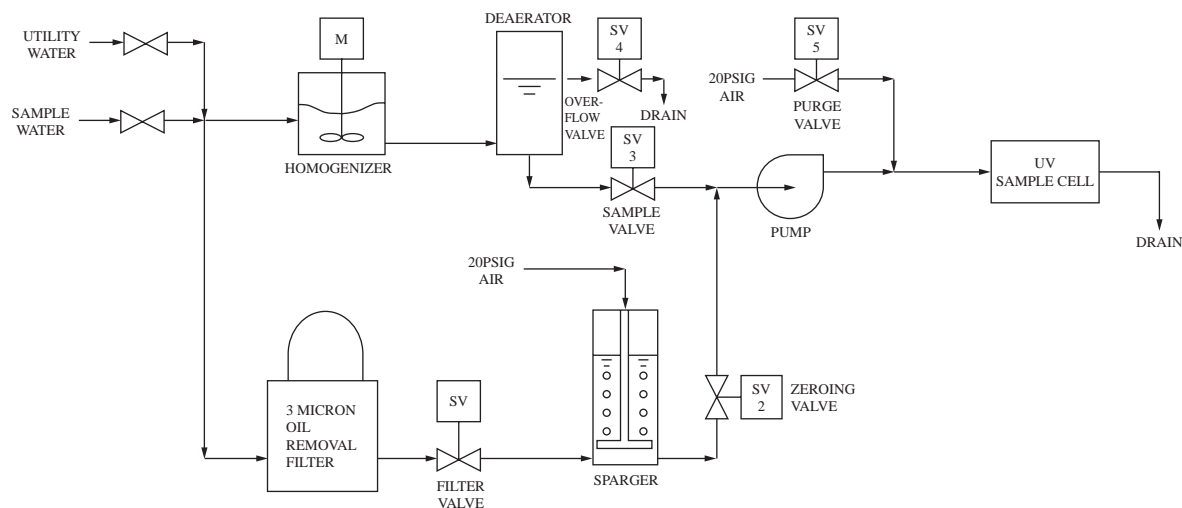 UTILITY
WATER
SAMPLE
WATER
M
HOMOGENIZER
DEAERATOR
SV
4
OVER-
FLOW
VALVE
DRAIN
SV
3
SAMPLE
VALVE
SV
5
20PSIG
AIR
PURGE
VALVE
PUMP
UV
SAMPLE CELL
DRAIN
20PSIG
AIR
3 MICRON
OIL
REMOVAL
FILTER
SV
FILTER
VALVE
SPARGER
SV
2
ZEROING
VALVE